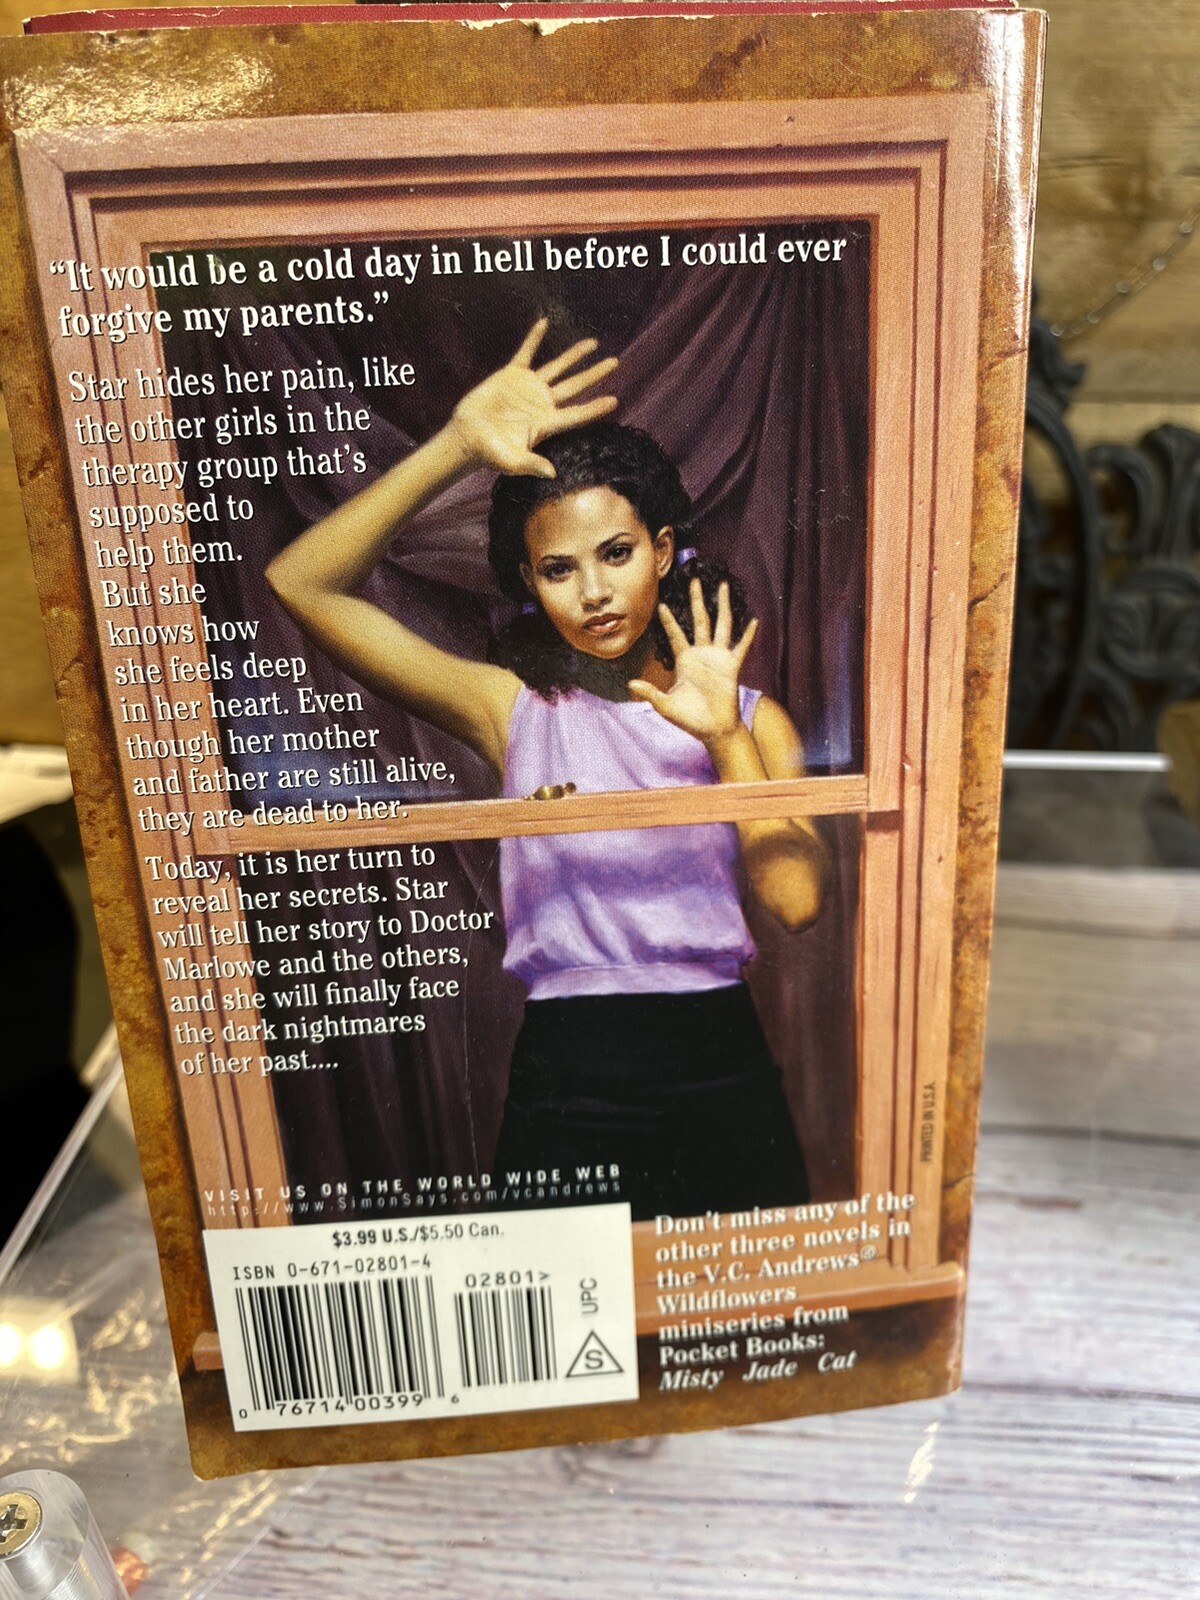 “It would be a cold day in hell before I could ever
forgive my parents.”
Star hides her pain, like
the other girls in the
therapy group that's
supposed to
help them.
But she
knows how
she feels deep
in her heart. Even
though her mother
and father are still alive,
they are dead to her.
Today, it is her turn to
reveal her secrets. Star
will tell her story to Doctor
Marlowe and the others,
and she will finally face
the dark nightmares
of her past....
VISIT US ON THE WORLD WIDE WEB
http://www.SimonSays.com/vcandrews
$3.99 U.S./$5.50 Can.
ISBN 0-671-02801-4
02801>
UPC
S
0 76714 00399 6
Don't miss any of the
other three novels in
the V.C. Andrews®
Wildflowers
miniseries from
Pocket Books:
Misty Jade Cat
PRINTED IN U.S.A.